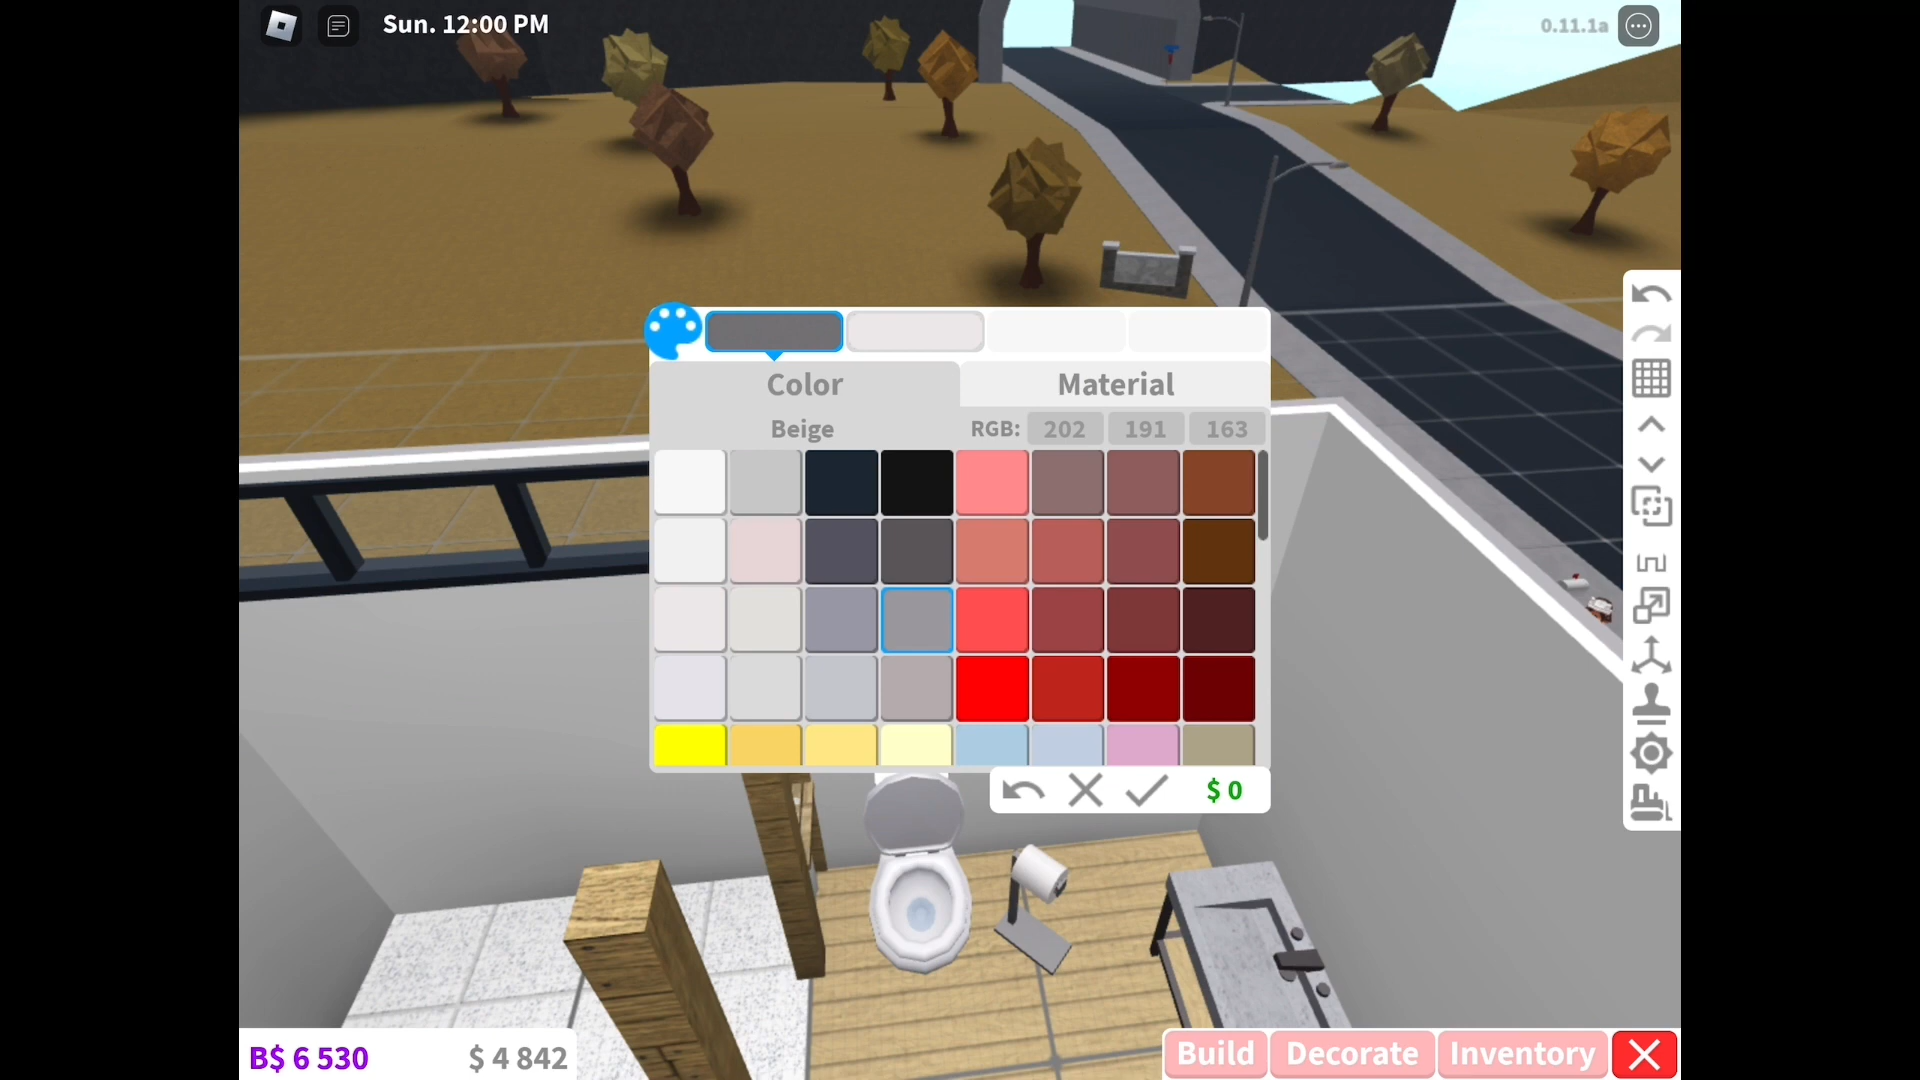 Sun. 12:00 PM
0.11.1a
Color
Material
Beige
RGB: 202 191 163
$ 0
B$ 6 530
$ 4 842
Build
Decorate
Inventory